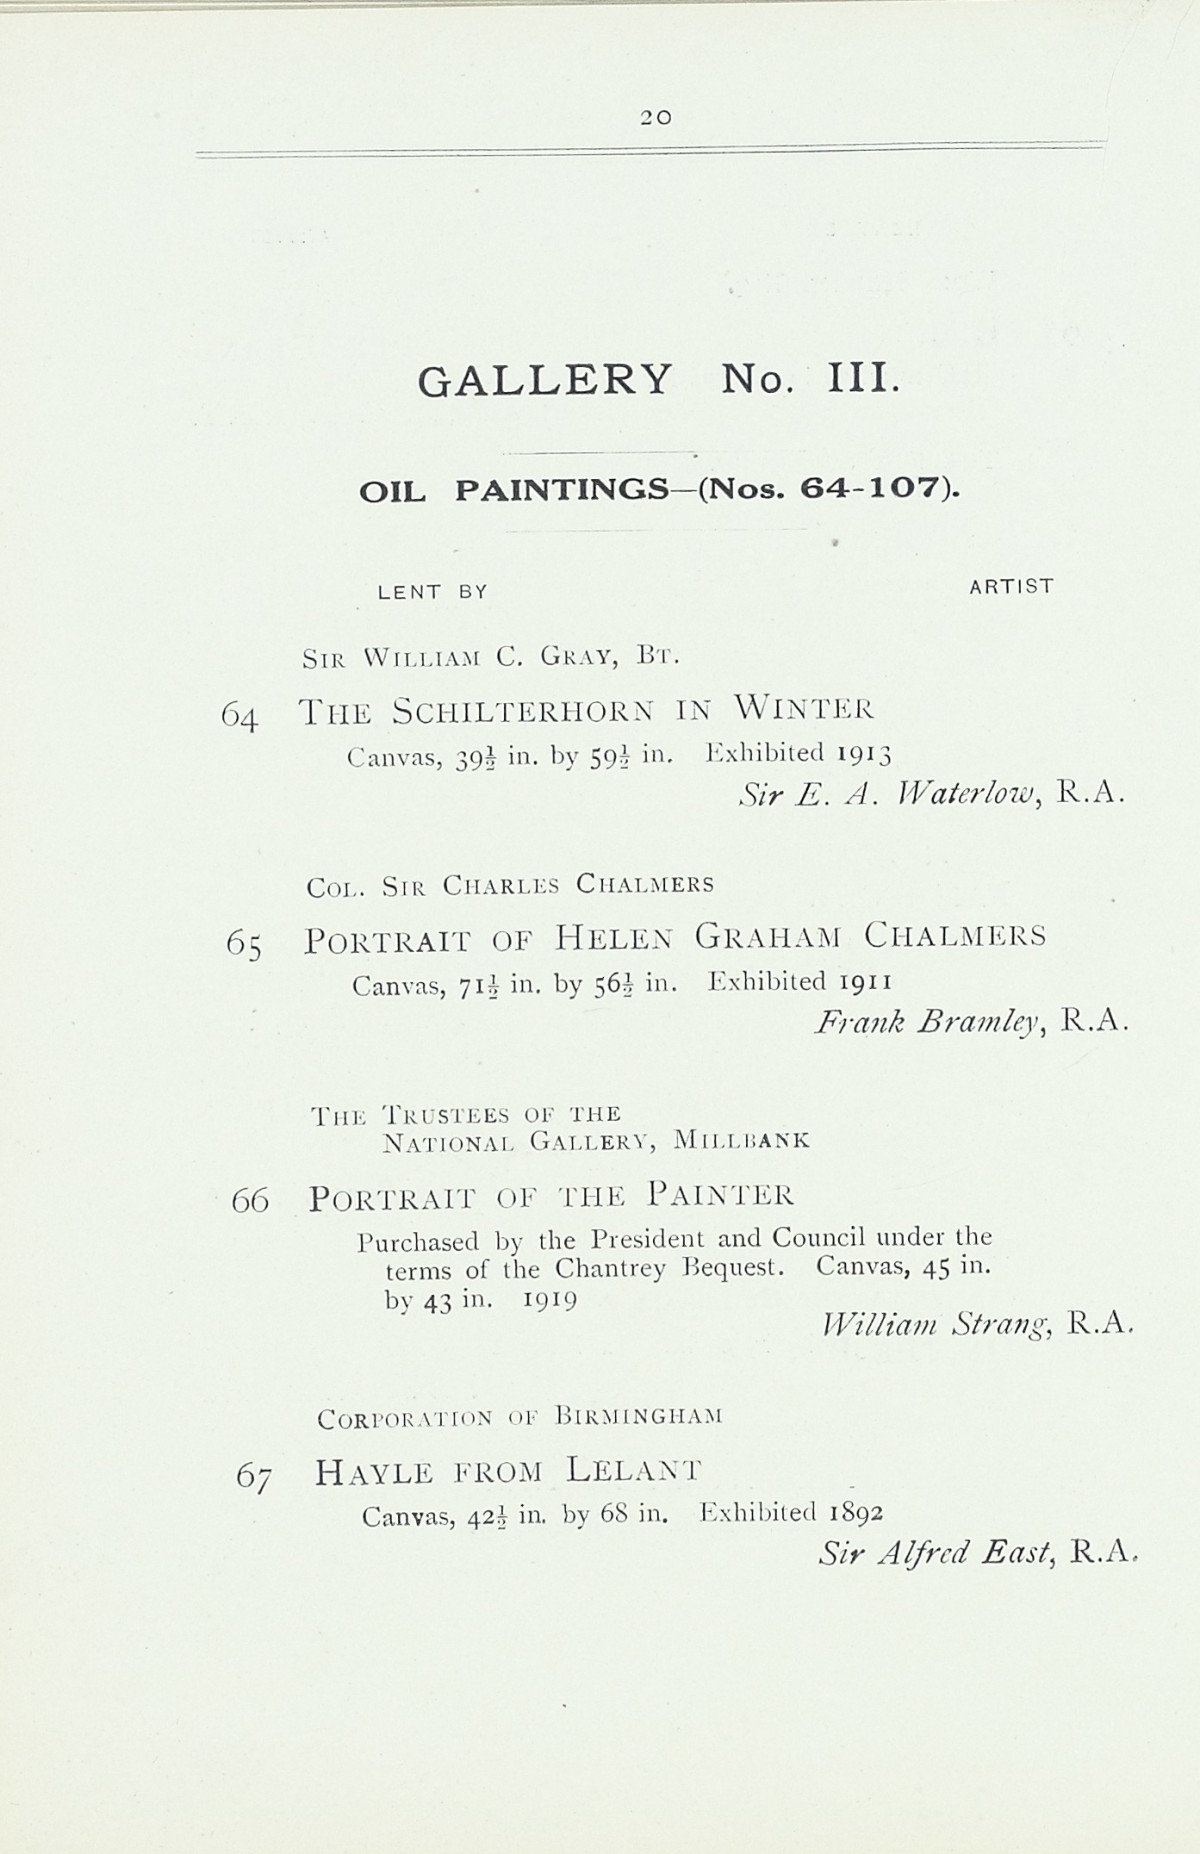 20
GALLERY No. III.
OIL PAINTINGS—(Nos. 64-107).
LENT BY ARTIST
SIR WILLIAM C. GRAY, BT.
64 THE SCHILTERHORN IN WINTER
Canvas, 39½ in. by 59½ in. Exhibited 1913
Sir E. A. Waterlow, R.A.
COL. SIR CHARLES CHALMERS
65 PORTRAIT OF HELEN GRAHAM CHALMERS
Canvas, 71½ in. by 56½ in. Exhibited 1911
Frank Bramley, R.A.
THE TRUSTEES OF THE
NATIONAL GALLERY, MILLBANK
66 PORTRAIT OF THE PAINTER
Purchased by the President and Council under the
terms of the Chantrey Bequest. Canvas, 45 in.
by 43 in. 1919
William Strang, R.A.
CORPORATION OF BIRMINGHAM
67 HAYLE FROM LELANT
Canvas, 42½ in. by 68 in. Exhibited 1892
Sir Alfred East, R.A.